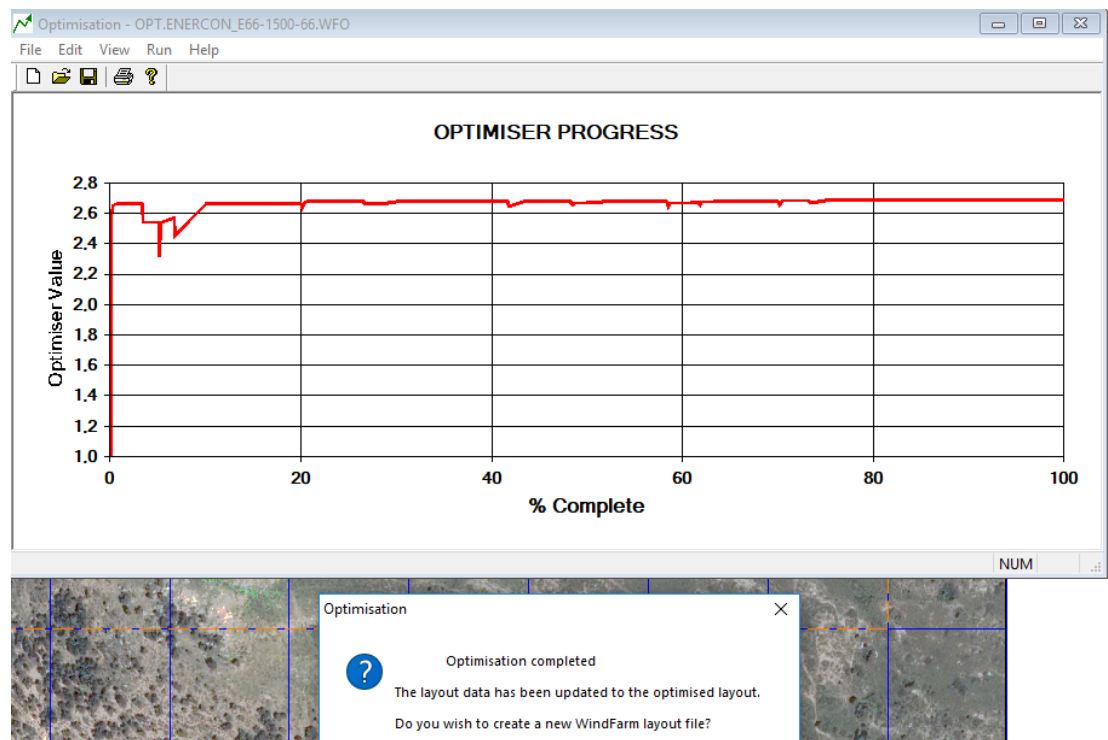 Optimisation - OPT.ENERCON_E66-1500-66.WFO
File Edit View Run Help
OPTIMISER PROGRESS
Optimiser Value
2,8
2,6
2,4
2,2
2,0
1,8
1,6
1,4
1,2
1,0
0 20 40 60 80 100
% Complete
NUM
Optimisation
Optimisation completed
The layout data has been updated to the optimised layout.
Do you wish to create a new WindFarm layout file?